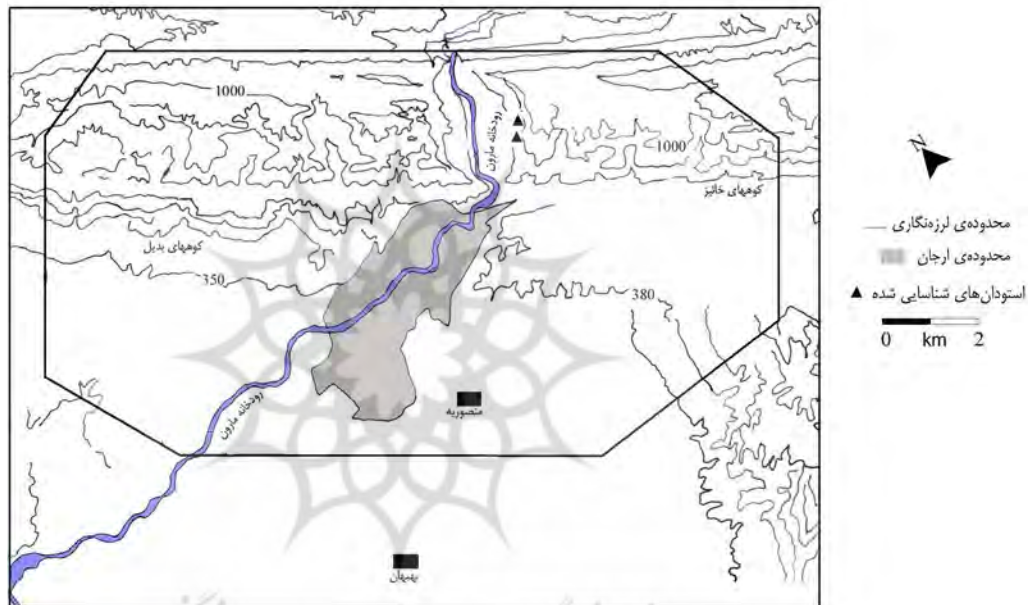 1000
رودخانه مارون
1000
کوههای خائیز
کوههای بدیل
350
380
رودخانه مارون
منصوریه
بهبهان
N
محدوده‌ی لرزه‌نگاری
محدوده‌ی ارجان
استودان‌های شناسایی شده
0 km 2